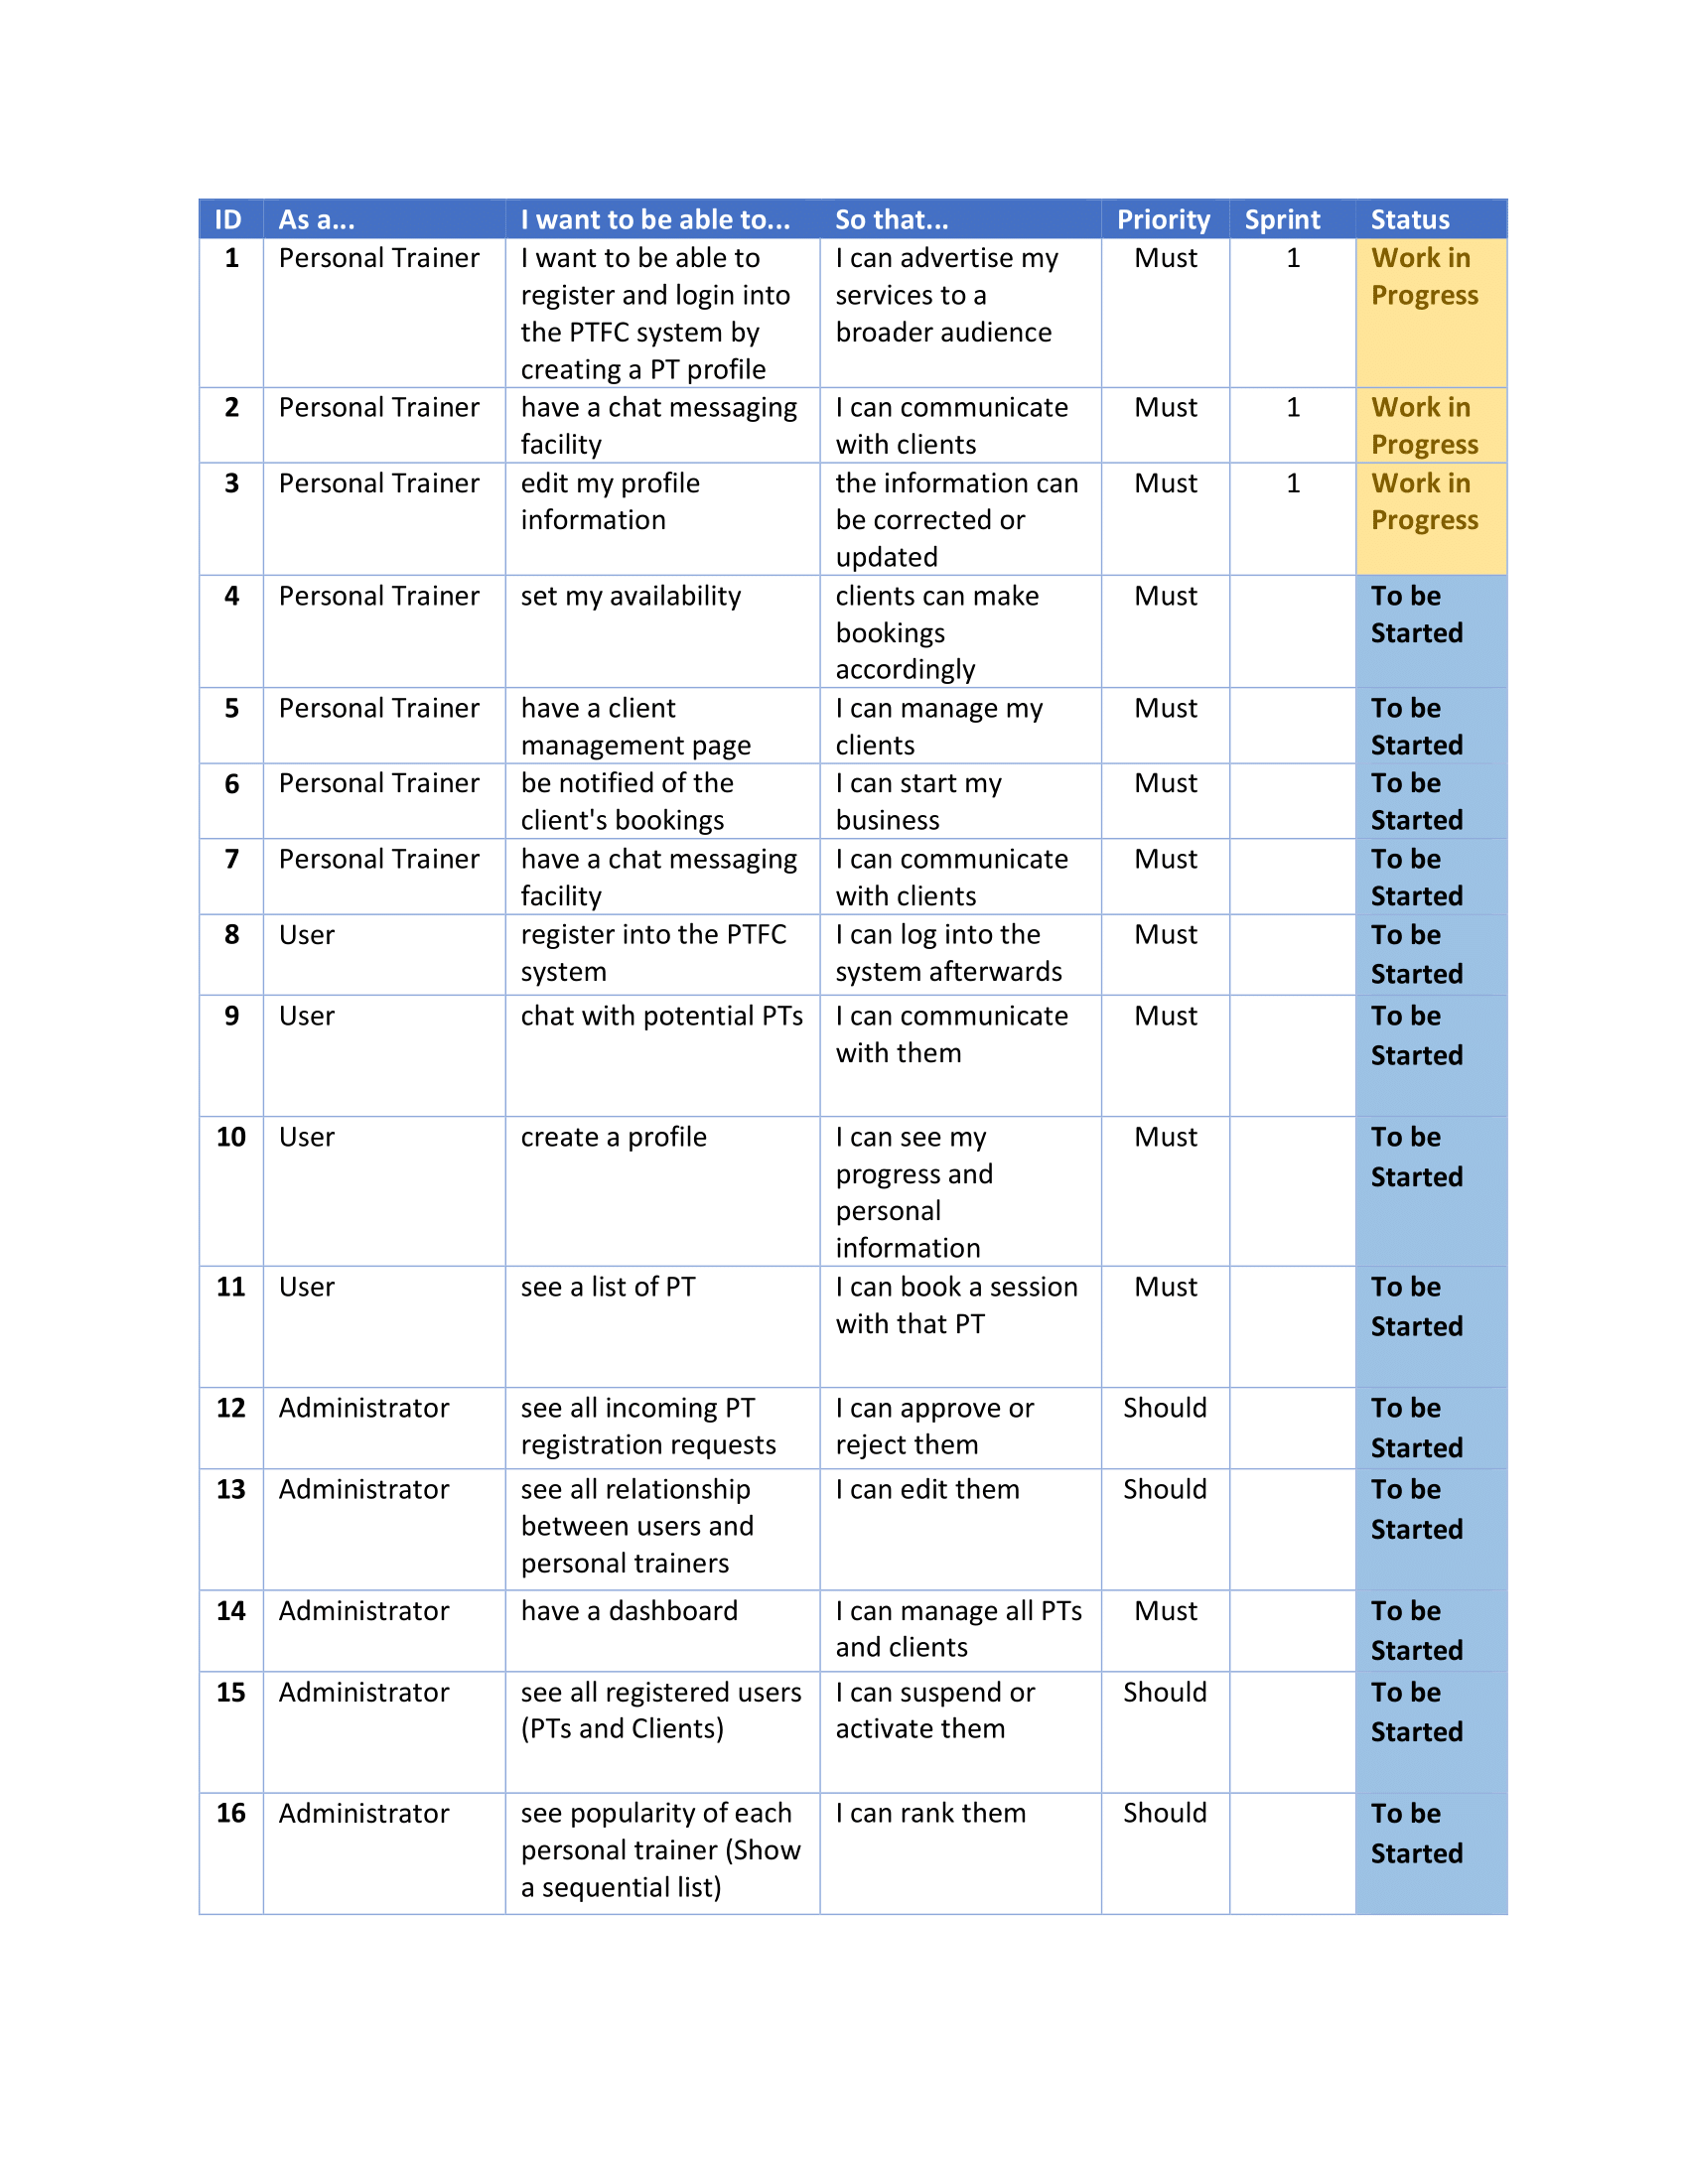 ID As a... I want to be able to... So that... Priority Sprint Status
1 Personal Trainer I want to be able to I can advertise my Must 1 Work in
register and login into services to a Progress
the PTFC system by broader audience
creating a PT profile
2 Personal Trainer have a chat messaging I can communicate Must 1 Work in
facility with clients Progress
3 Personal Trainer edit my profile the information can Must 1 Work in
information be corrected or Progress
updated
4 Personal Trainer set my availability clients can make Must To be
bookings Started
accordingly
5 Personal Trainer have a client I can manage my Must To be
management page clients Started
6 Personal Trainer be notified of the I can start my Must To be
client's bookings business Started
7 Personal Trainer have a chat messaging I can communicate Must To be
facility with clients Started
8 User register into the PTFC I can log into the Must To be
system system afterwards Started
9 User chat with potential PTs I can communicate Must To be
with them Started
10 User create a profile I can see my Must To be
progress and Started
personal
information
11 User see a list of PT I can book a session Must To be
with that PT Started
12 Administrator see all incoming PT I can approve or Should To be
registration requests reject them Started
13 Administrator see all relationship I can edit them Should To be
between users and Started
personal trainers
14 Administrator have a dashboard I can manage all PTs Must To be
and clients Started
15 Administrator see all registered users I can suspend or Should To be
(PTs and Clients) activate them Started
16 Administrator see popularity of each I can rank them Should To be
personal trainer (Show Started
a sequential list)